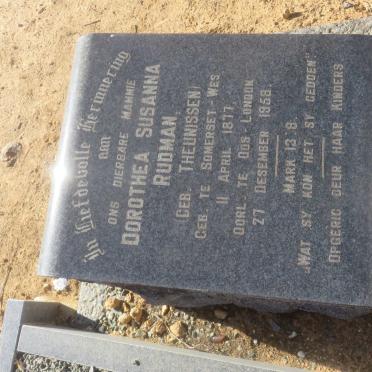 In Liefdevolle Herinnering
aan
ons dierbare Mammie
DOROTHEA SUSANNA
RUDMAN
GEB. THEUNISSEN
GEB. TE SOMERSET-WES
11 APRIL 1877.
OORL. TE OOS-LONDON
27 DESEMBER 1958.
MARK 13-8.
"WAT SY KON HET SY GEDOEN"
OPGERIG DEUR HAAR KINDERS